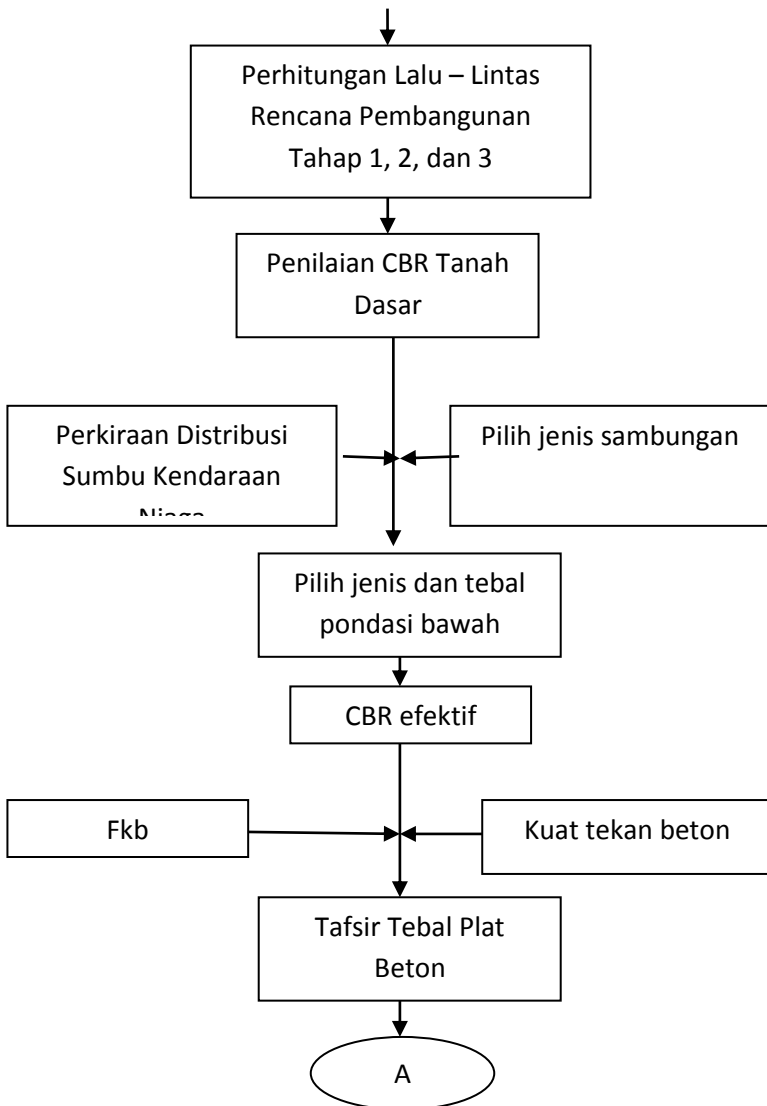 Perhitungan Lalu – Lintas
Rencana Pembangunan
Tahap 1, 2, dan 3
Penilaian CBR Tanah
Dasar
Perkiraan Distribusi
Sumbu Kendaraan
Niaga
Pilih jenis sambungan
Pilih jenis dan tebal
pondasi bawah
CBR efektif
Fkb
Kuat tekan beton
Tafsir Tebal Plat
Beton
A